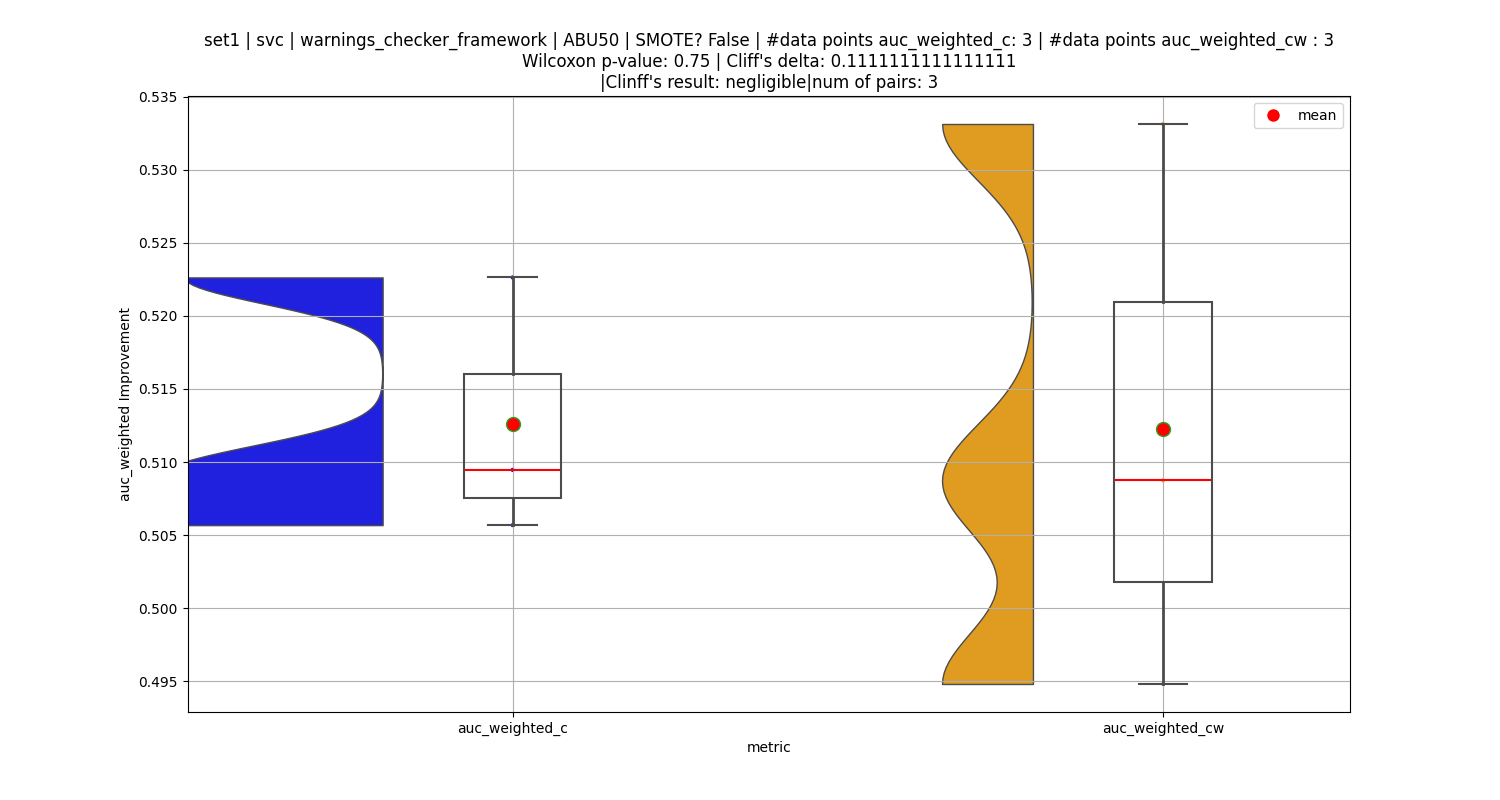 set1 | svc | warnings_checker_framework | ABU50 | SMOTE? False | #data points auc_weighted_c: 3 | #data points auc_weighted_cw : 3
Wilcoxon p-value: 0.75 | Cliff's delta: 0.1111111111111111
|Clinff's result: negligible|num of pairs: 3
mean
0.535
0.530
0.525
0.520
0.515
0.510
0.505
0.500
0.495
auc_weighted Improvement
auc_weighted_c
auc_weighted_cw
metric